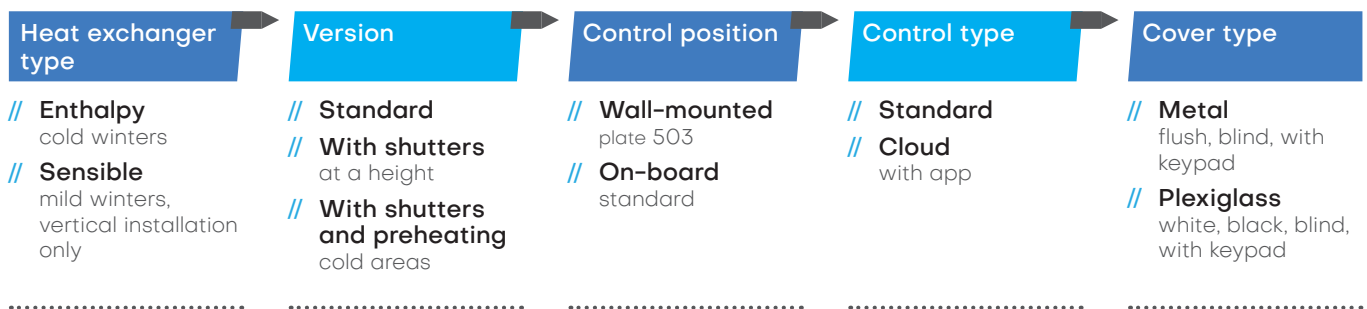 Heat exchanger
type
// Enthalpy
cold winters
// Sensible
mild winters,
vertical installation
only
Version
// Standard
// With shutters
at a height
// With shutters
and preheating
cold areas
Control position
// Wall-mounted
plate 503
// On-board
standard
Control type
// Standard
// Cloud
with app
Cover type
// Metal
flush, blind, with
keypad
// Plexiglass
white, black, blind,
with keypad